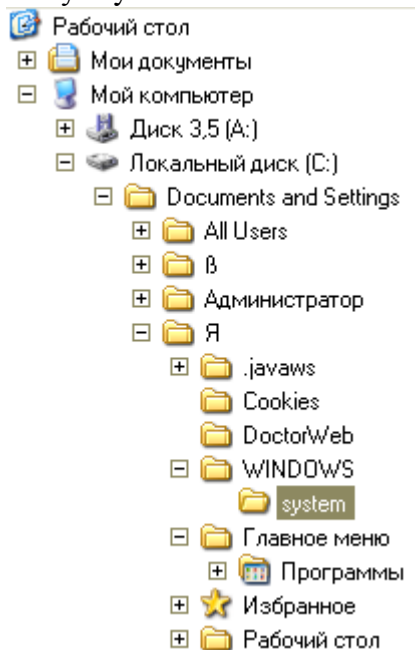 Рабочий стол
Мои документы
Мой компьютер
Диск 3,5 (A:)
Локальный диск (C:)
Documents and Settings
All Users
ß
Администратор
Я
.javaws
Cookies
DoctorWeb
WINDOWS
system
Главное меню
Программы
Избранное
Рабочий стол